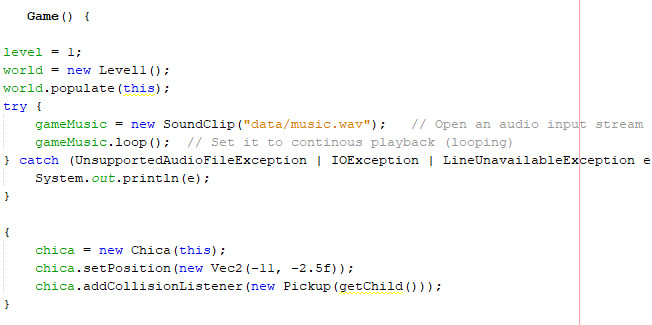 Game() {
level = 1;
world = new Level1();
world.populate(this);
try {
gameMusic = new SoundClip("data/music.wav");   // Open an audio input stream
gameMusic.loop();  // Set it to continous playback (looping)
} catch (UnsupportedAudioFileException | IOException | LineUnavailableException e
System.out.println(e);
}
{
chica = new Chica(this);
chica.setPosition(new Vec2(-11, -2.5f));
chica.addCollisionListener(new Pickup(getChild()));
}